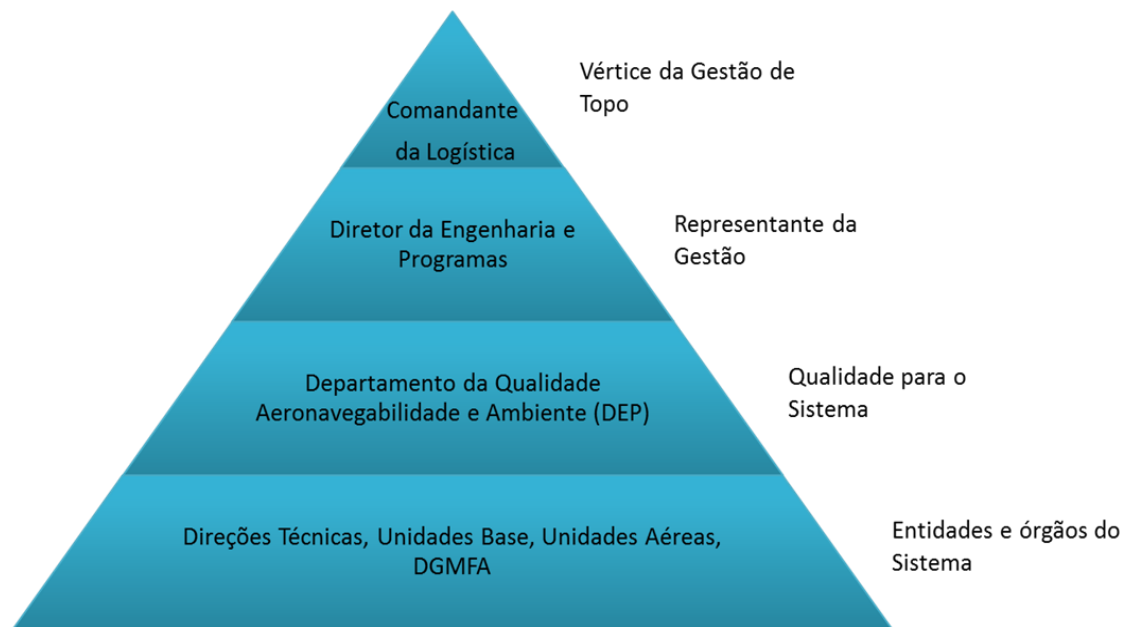 Vértice da Gestão de
Topo
Comandante
da Logística
Representante da
Gestão
Diretor da Engenharia e
Programas
Qualidade para o
Sistema
Departamento da Qualidade
Aeronavegabilidade e Ambiente (DEP)
Entidades e órgãos do
Sistema
Direções Técnicas, Unidades Base, Unidades Aéreas,
DGMFA